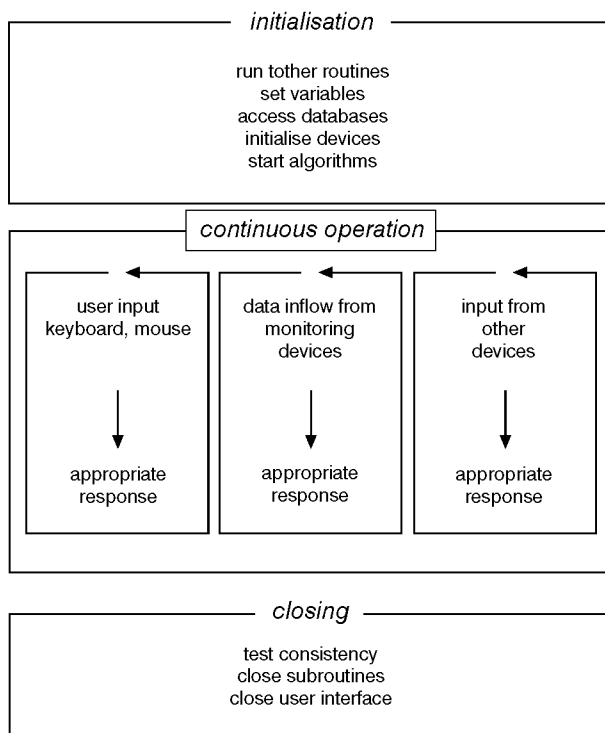 initialisation
run tother routines
set variables
access databases
initialise devices
start algorithms
continuous operation
user input
keyboard, mouse
appropriate
response
data inflow from
monitoring
devices
appropriate
response
input from
other
devices
appropriate
response
closing
test consistency
close subroutines
close user interface